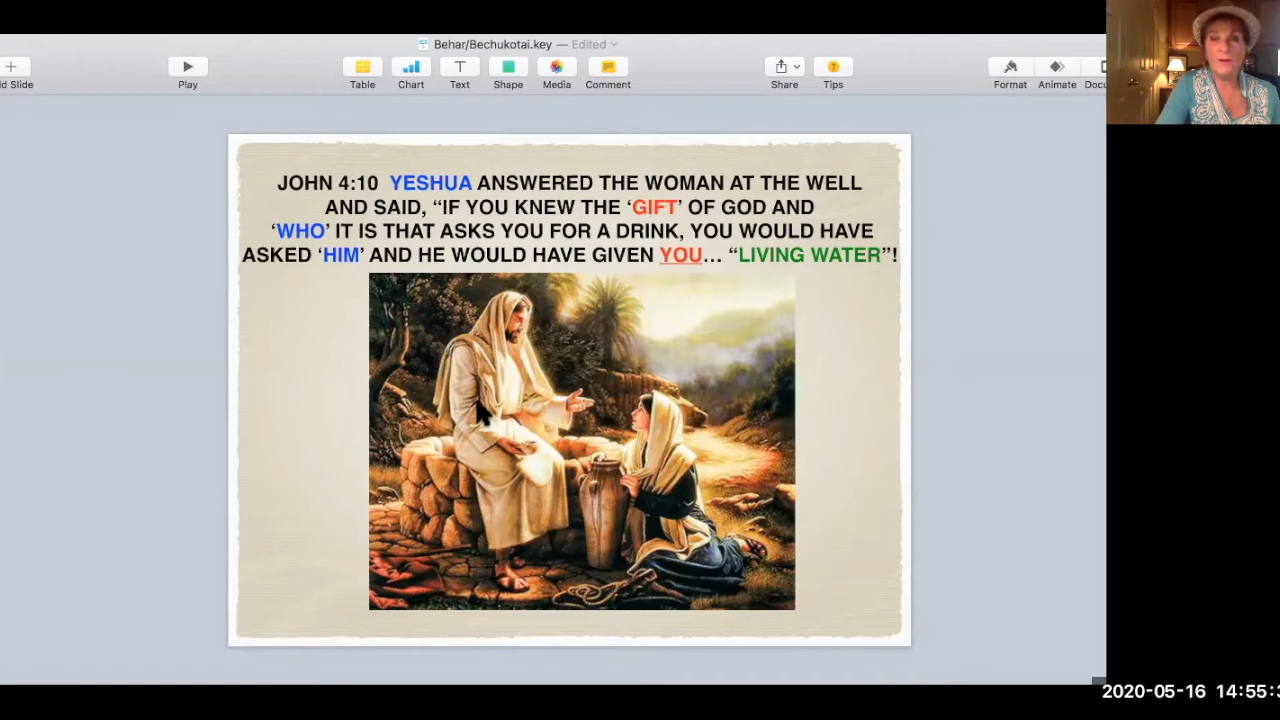 Behar/Bechukotai.key — Edited
d Slide
Play
Table
Chart
Text
Shape
Media
Comment
Share
Tips
Format
Animate
Docu
JOHN 4:10 YESHUA ANSWERED THE WOMAN AT THE WELL
AND SAID, “IF YOU KNEW THE ‘GIFT’ OF GOD AND
‘WHO’ IT IS THAT ASKS YOU FOR A DRINK, YOU WOULD HAVE
ASKED ‘HIM’ AND HE WOULD HAVE GIVEN YOU... “LIVING WATER”!
2020-05-16 14:55:3